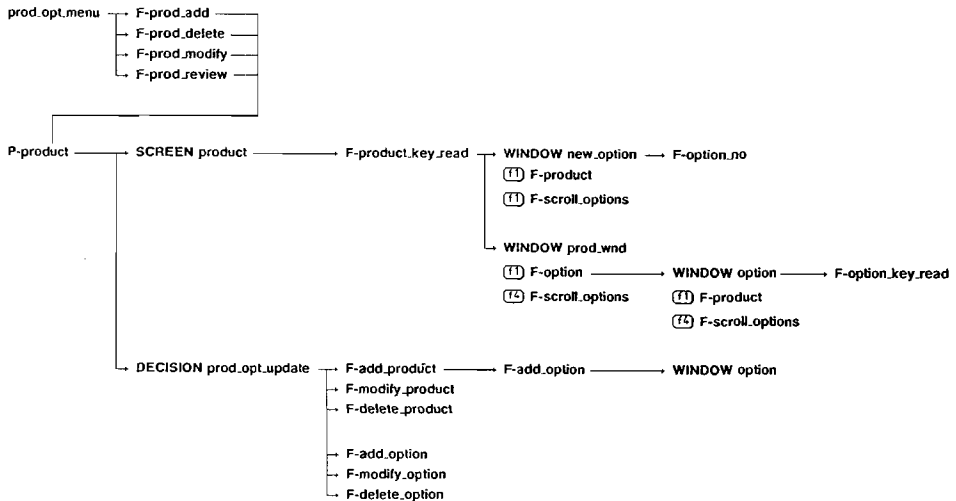 prod_opt_menu F-prod_add
F-prod_delete
F-prod_modify
F-prod_review
P-product SCREEN product F-product_key_read WINDOW new_option F-option_no
f1 F-product
f1 F-scroll_options
WINDOW prod_wnd
f1 F-option WINDOW option F-option_key_read
f4 F-scroll_options f1 F-product
f4 F-scroll_options
DECISION prod_opt_update F-add_product F-add_option WINDOW option
F-modify_product
F-delete_product
F-add_option
F-modify_option
F-delete_option